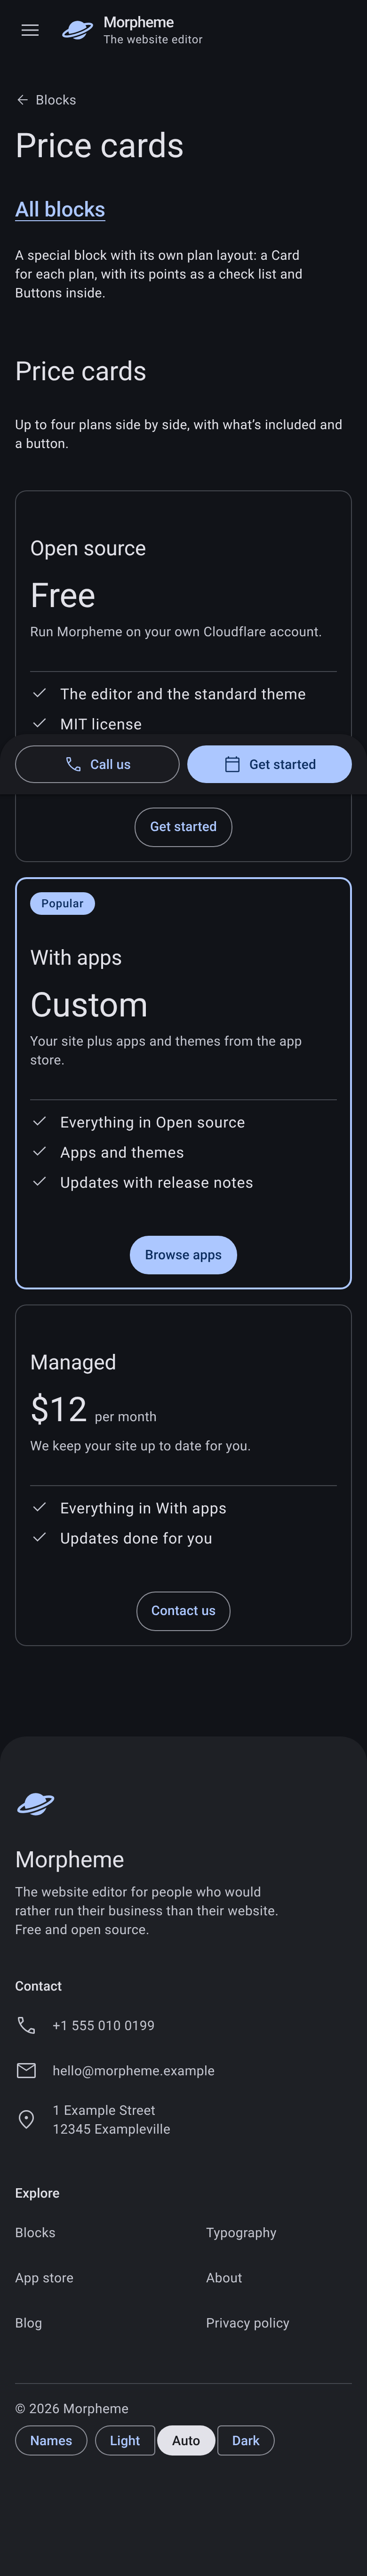 Morpheme
The website editor
Blocks
Price cards
All blocks
A special block with its own plan layout: a Card
for each plan, with its points as a check list and
Buttons inside.
Price cards
Up to four plans side by side, with what’s included and
a button.
Open source
Free
Run Morpheme on your own Cloudflare account.
The editor and the standard theme
MIT license
Call us
Get started
Get started
Popular
With apps
Custom
Your site plus apps and themes from the app
store.
Everything in Open source
Apps and themes
Updates with release notes
Browse apps
Managed
$12 per month
We keep your site up to date for you.
Everything in With apps
Updates done for you
Contact us
Morpheme
The website editor for people who would
rather run their business than their website.
Free and open source.
Contact
+1 555 010 0199
hello@morpheme.example
1 Example Street
12345 Exampleville
Explore
Blocks
Typography
App store
About
Blog
Privacy policy
© 2026 Morpheme
Names
Light
Auto
Dark